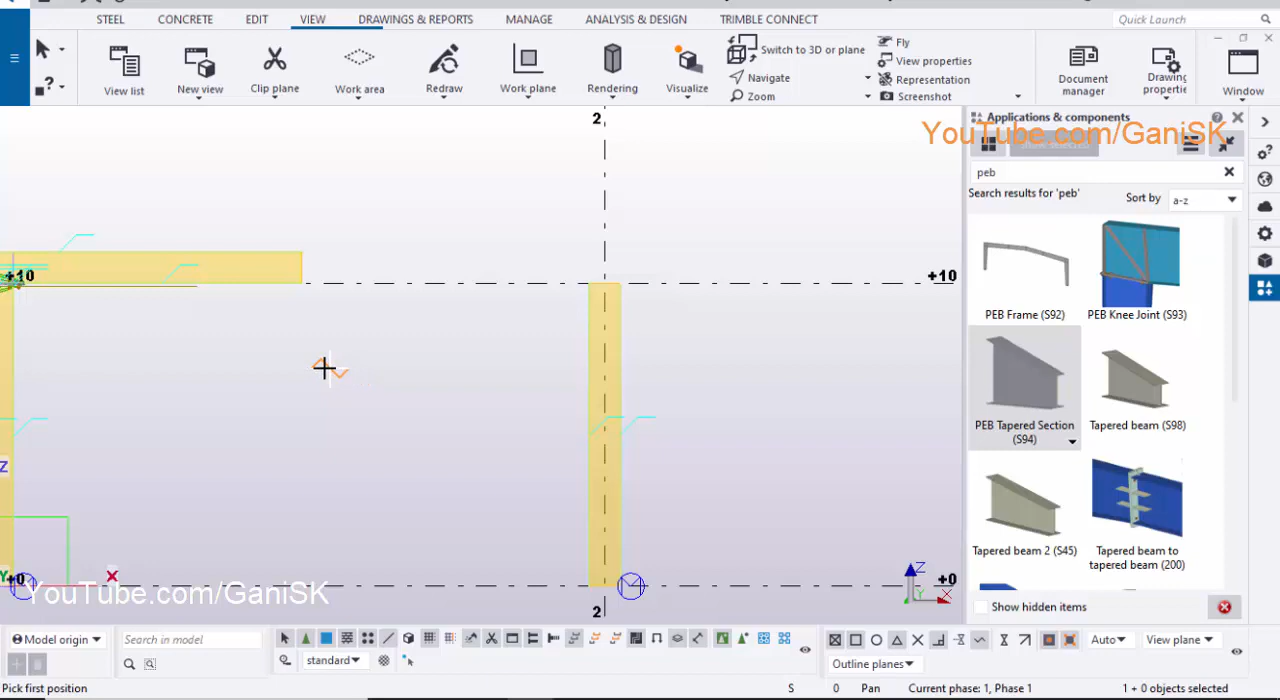 STEEL CONCRETE EDIT VIEW DRAWINGS & REPORTS MANAGE ANALYSIS & DESIGN TRIMBLE CONNECT Quick Launch
View list
New view
Clip plane
Work area
Redraw
Work plane
Rendering
Visualize
Switch to 3D or plane
Navigate
Zoom
Fly
View properties
Representation
Screenshot
Document
manager
Drawing
propertie
Window
2
Applications & components
YouTube.com/GaniSK
peb
Search results for 'peb'
Sort by a-z
PEB Frame (S92) PEB Knee Joint (S93)
PEB Tapered Section
(S94)
Tapered beam (S98)
Tapered beam 2 (S45)
Tapered beam to
tapered beam (200)
Show hidden items
+10 +10
Z
Y +0 X
YouTube.com/GaniSK
2
Z
Y X
+0
Model origin Search in model
standard
Auto View plane
Outline planes
Pick first position S 0 Pan Current phase: 1, Phase 1 1 + 0 objects selected